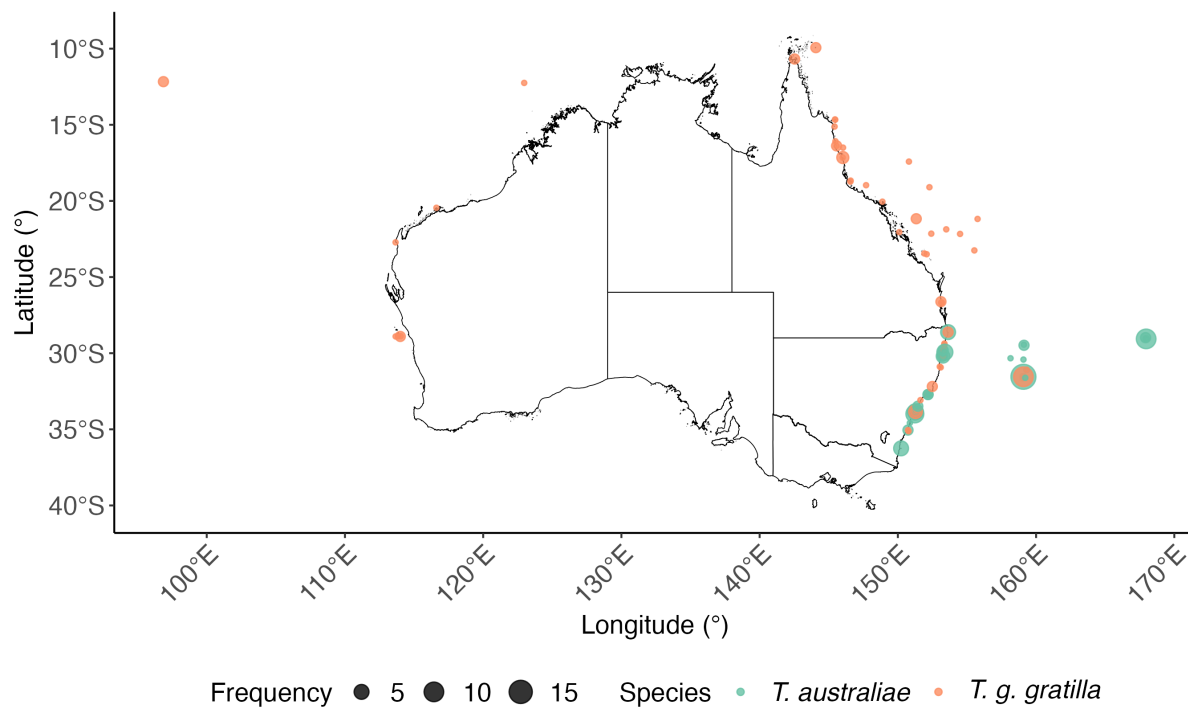 10°S
15°S
20°S
25°S
30°S
35°S
40°S
Latitude (°)
100°E
110°E
120°E
130°E
140°E
150°E
160°E
170°E
Longitude (°)
Frequency 5 10 15 Species T. australiae T. g. gratilla